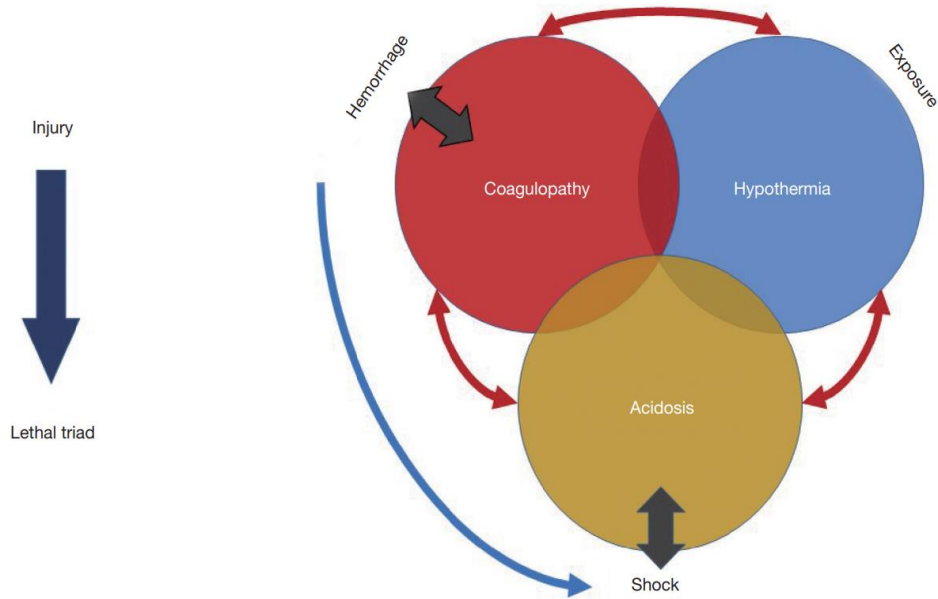 Injury
Lethal triad
Hemorrhage
Exposure
Coagulopathy
Hypothermia
Acidosis
Shock